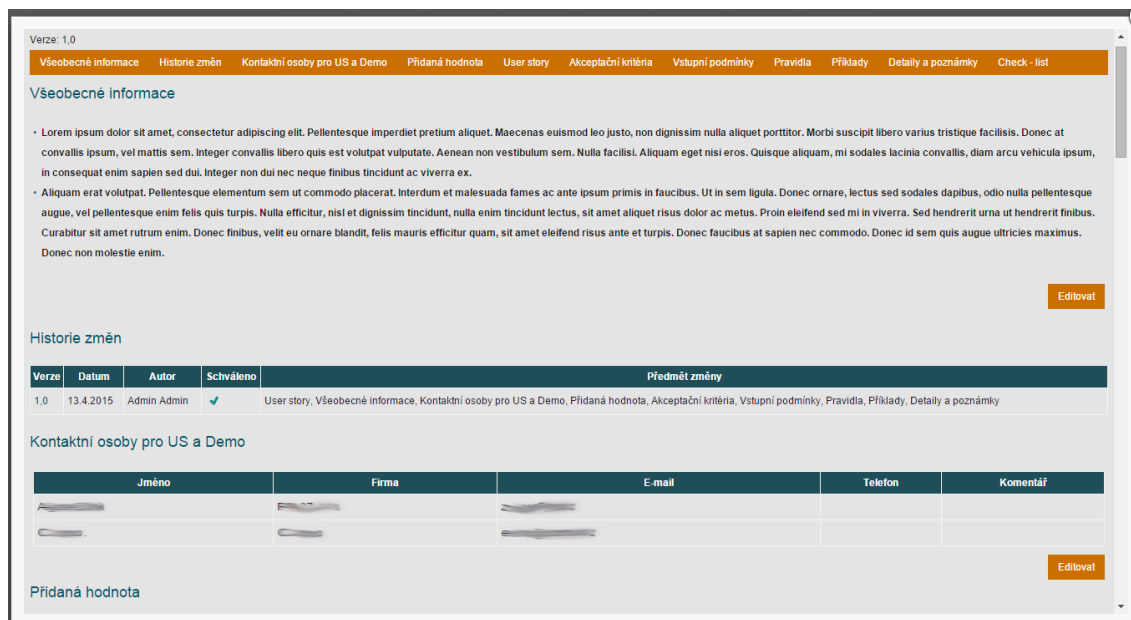 Verze: 1,0
Všeobecné informace Historie změn Kontaktní osoby pro US a Demo Přidaná hodnota User story Akceptační kritéria Vstupní podmínky Pravidla Příklady Detaily a poznámky Check - list
Všeobecné informace
• Lorem ipsum dolor sit amet, consectetur adipiscing elit. Pellentesque imperdiet pretium aliquet. Maecenas euismod leo justo, non dignissim nulla aliquet porttitor. Morbi suscipit libero varius tristique facilisis. Donec at
convallis ipsum, vel mattis sem. Integer convallis libero quis est volutpat vulputate. Aenean non vestibulum sem. Nulla facilisi. Aliquam eget nisi eros. Quisque aliquam, mi sodales lacinia convallis, diam arcu vehicula ipsum,
in consequat enim sapien sed dui. Integer non dui nec neque finibus tincidunt ac viverra ex.
• Aliquam erat volutpat. Pellentesque elementum sem ut commodo placerat. Interdum et malesuada fames ac ante ipsum primis in faucibus. Ut in sem ligula. Donec ornare, lectus sed sodales dapibus, odio nulla pellentesque
augue, vel pellentesque enim felis quis turpis. Nulla efficitur, nisl et dignissim tincidunt, nulla enim tincidunt lectus, sit amet aliquet risus dolor ac metus. Proin eleifend sed mi in viverra. Sed hendrerit urna ut hendrerit finibus.
Curabitur sit amet rutrum enim. Donec finibus, velit eu ornare blandit, felis mauris efficitur quam, sit amet eleifend risus ante et turpis. Donec faucibus at sapien nec commodo. Donec id sem quis augue ultricies maximus.
Donec non molestie enim.
Editovat
Historie změn
Verze Datum Autor Schváleno Předmět změny
1,0 13.4.2015 Admin Admin ✔ User story, Všeobecné informace, Kontaktní osoby pro US a Demo, Přidaná hodnota, Akceptační kritéria, Vstupní podmínky, Pravidla, Příklady, Detaily a poznámky
Kontaktní osoby pro US a Demo
Jméno Firma E-mail Telefon Komentář
Editovat
Přidaná hodnota